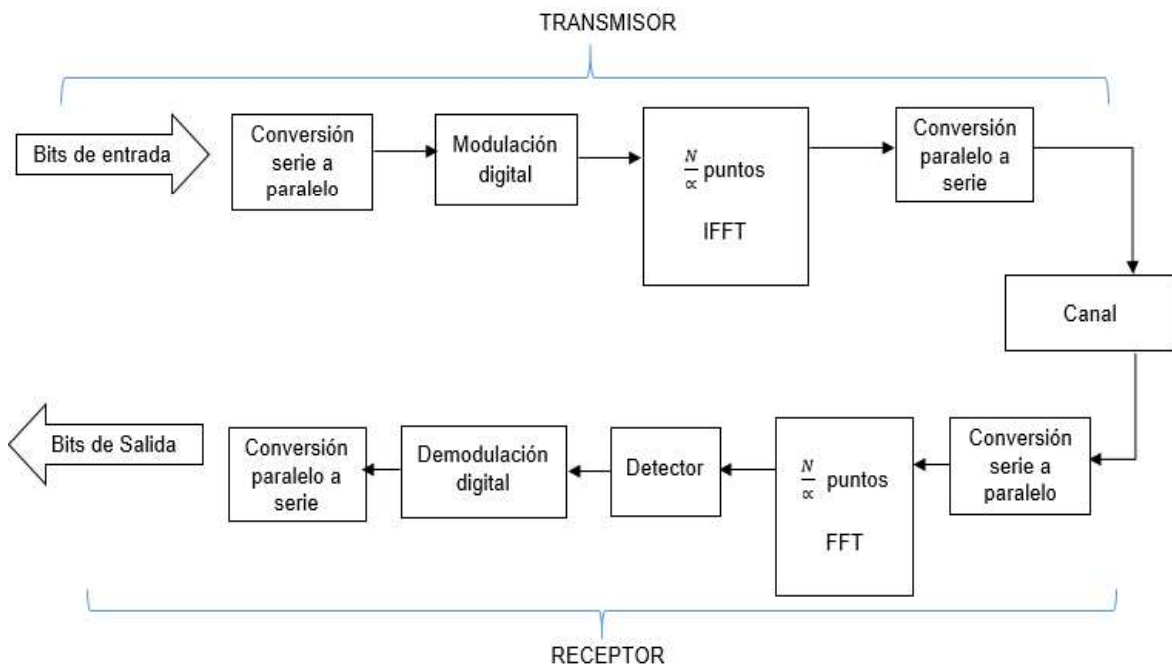 TRANSMISOR
Bits de entrada
Conversión
serie a
paralelo
Modulación
digital
N/∝ puntos
IFFT
Conversión
paralelo a
serie
Canal
Conversión
serie a
paralelo
N/∝ puntos
FFT
Detector
Demodulación
digital
Conversión
paralelo a
serie
Bits de Salida
RECEPTOR